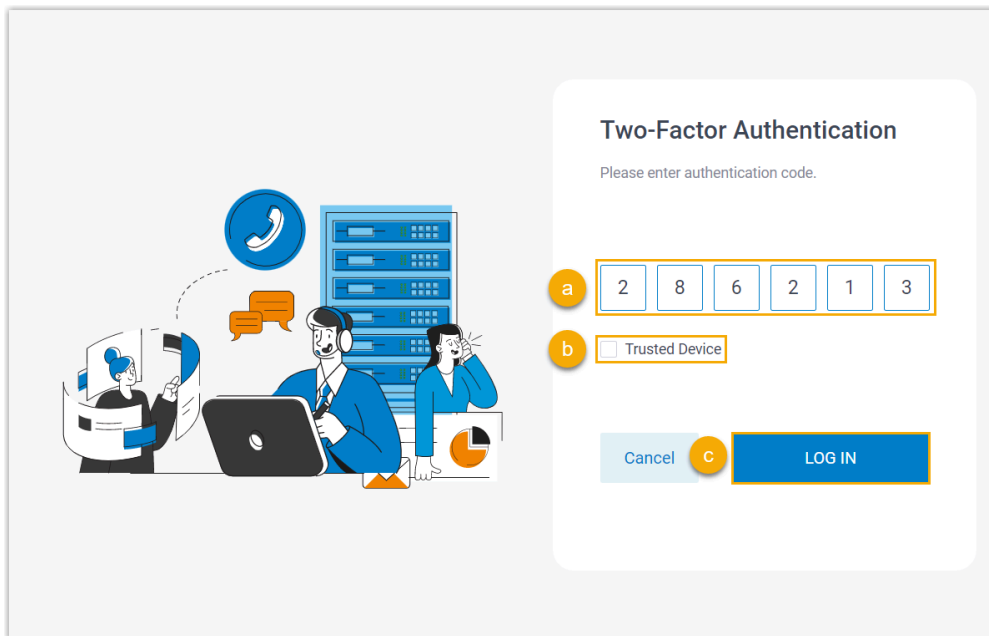 Two-Factor Authentication
Please enter authentication code.
a 2 8 6 2 1 3
b Trusted Device
Cancel c LOG IN